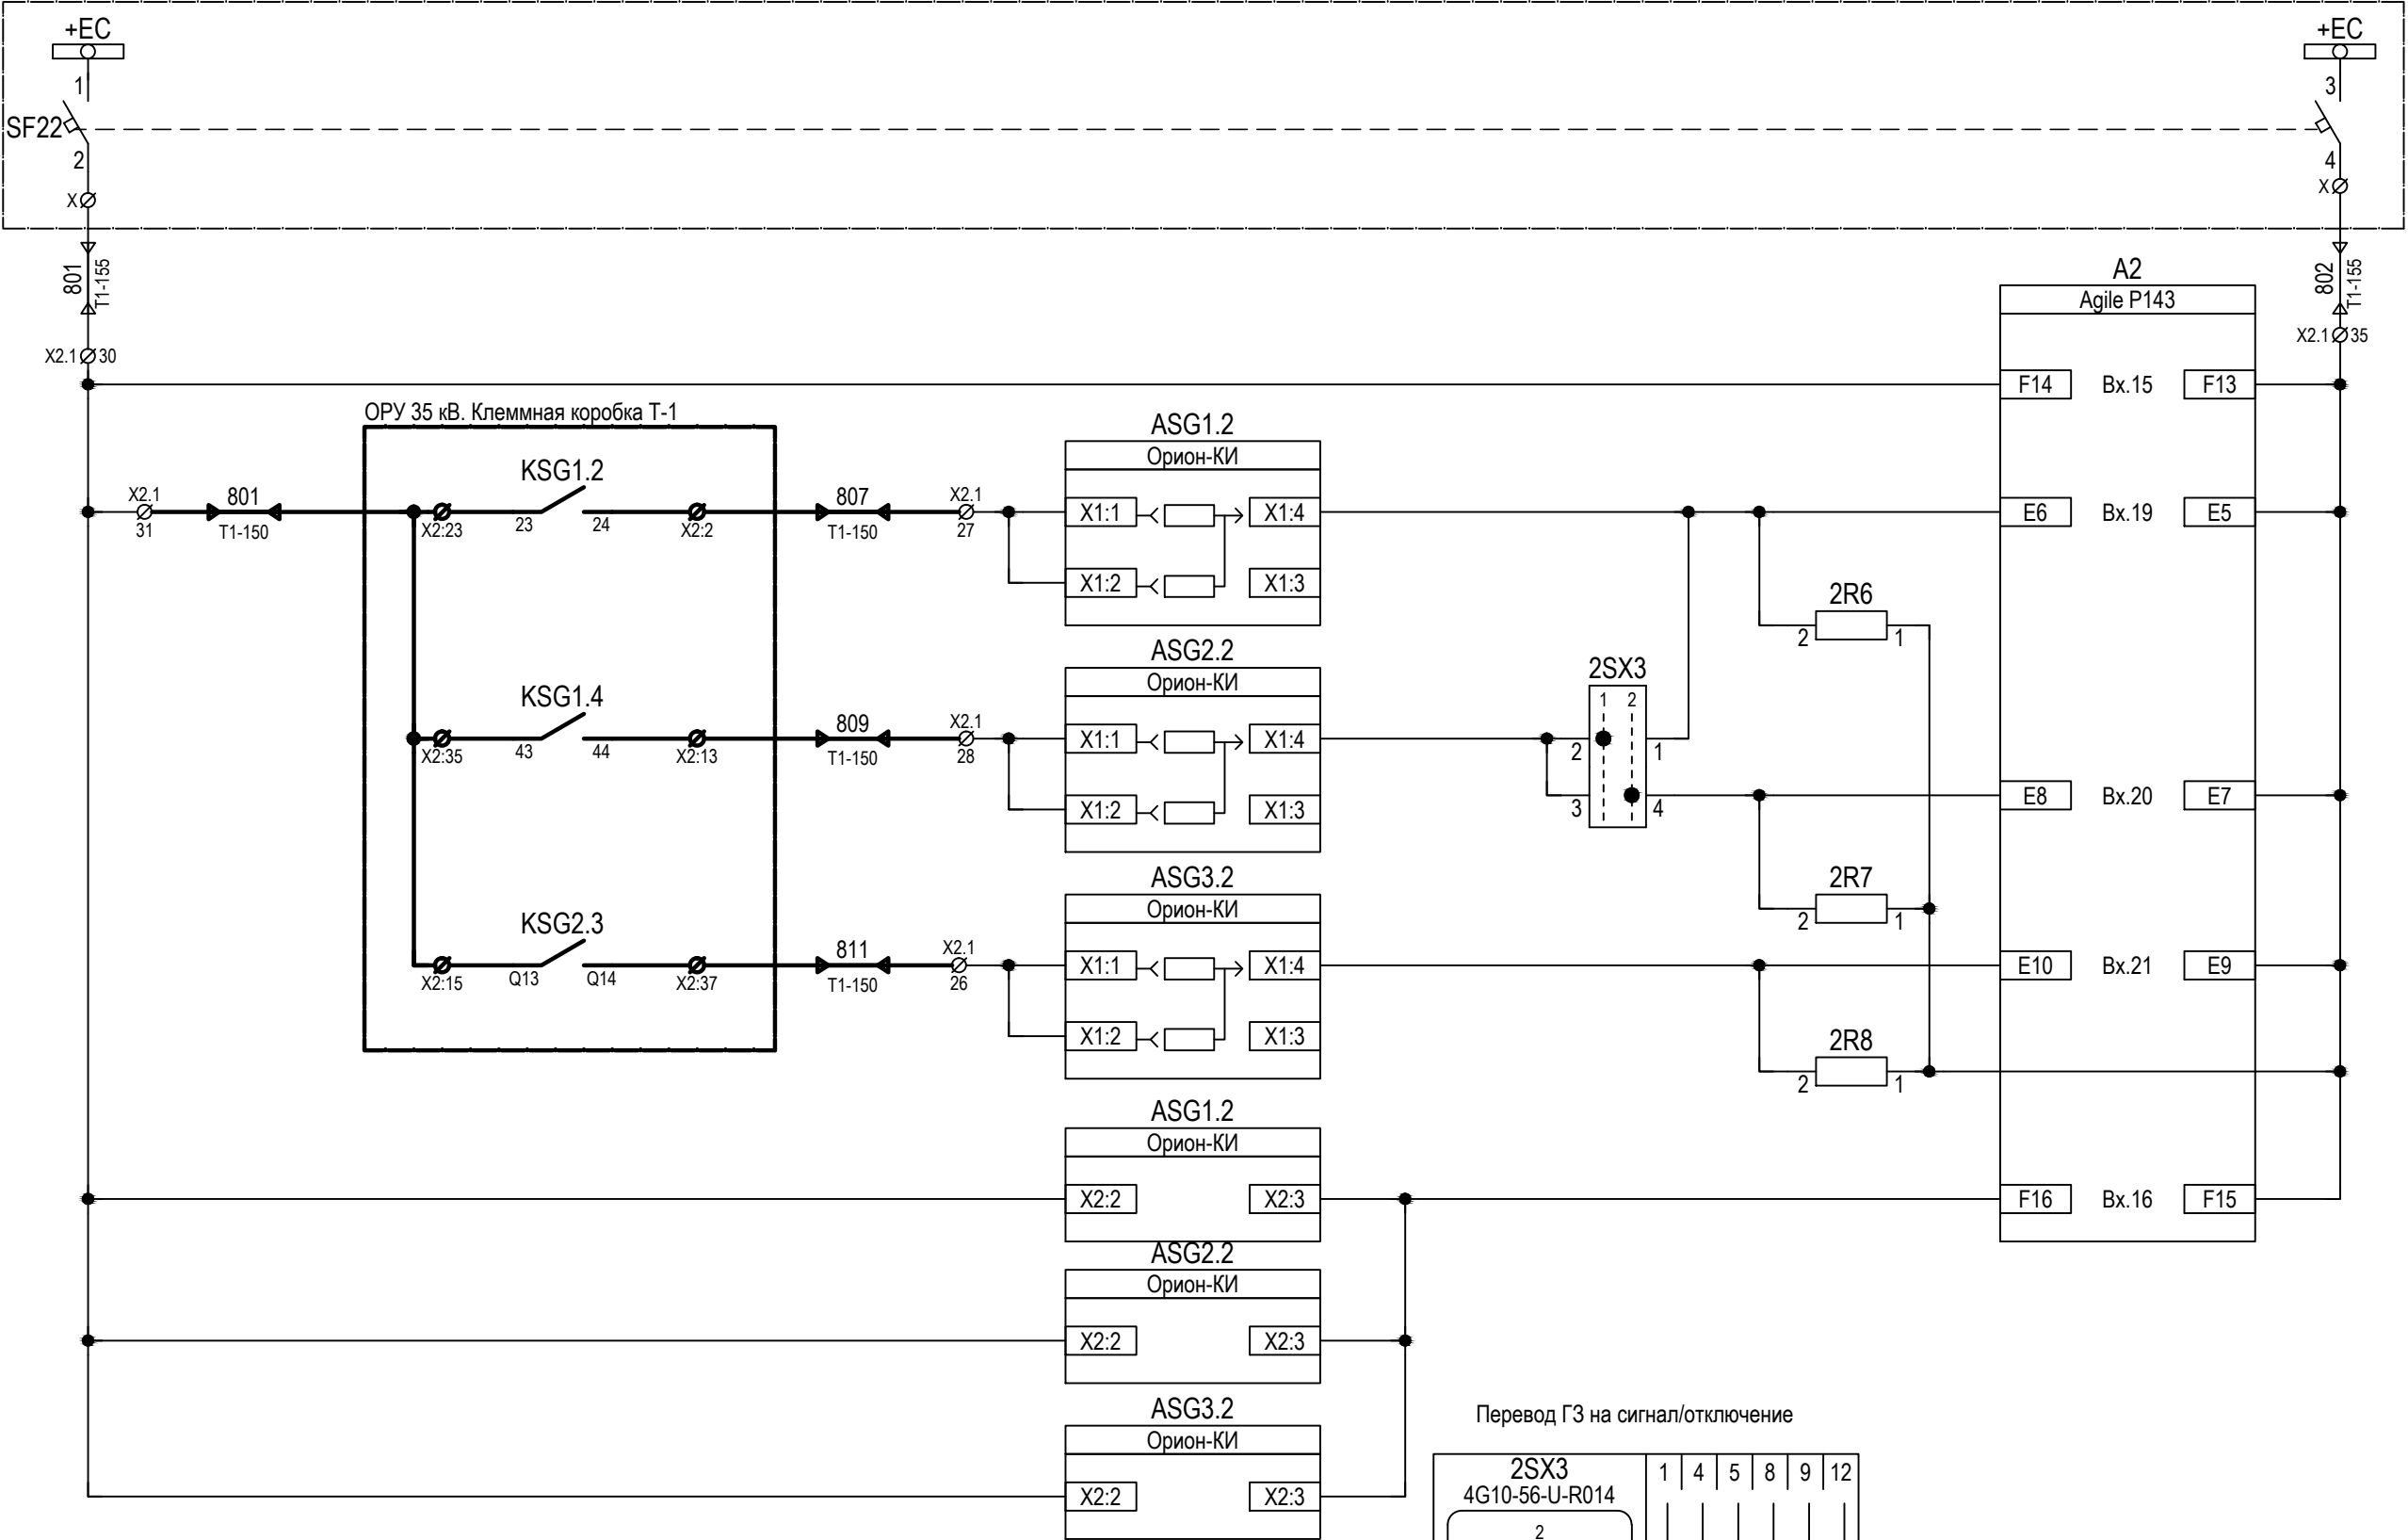 +EC +EC
1 3
SF22
2 4
X X
801 T1-155 802 T1-155
A2
Agile P143
X2.1 30 X2.1 35
F14 Вх.15 F13
ОРУ 35 кВ. Клеммная коробка Т-1
ASG1.2
Орион-КИ
KSG1.2
X2.1 801 807 X2.1
X1:1 X1:4 E6 Вх.19 E5
31 T1-150 X2:23 23 24 X2:2 T1-150 27
X1:2 X1:3
2R6
2 1
ASG2.2
Орион-КИ
2SX3
1 2
KSG1.4
809 X2.1
X1:1 X1:4 2 1
X2:35 43 44 X2:13 T1-150 28
X1:2 X1:3 3 4 E8 Вх.20 E7
ASG3.2
Орион-КИ
2R7
2 1
KSG2.3
811 X2.1
X1:1 X1:4 E10 Вх.21 E9
X2:15 Q13 Q14 X2:37 T1-150 26
X1:2 X1:3
2R8
2 1
ASG1.2
Орион-КИ
X2:2 X2:3 F16 Вх.16 F15
ASG2.2
Орион-КИ
X2:2 X2:3
ASG3.2
Орион-КИ
X2:2 X2:3
Перевод ГЗ на сигнал/отключение
2SX3 1 4 5 8 9 12
4G10-56-U-R014
2